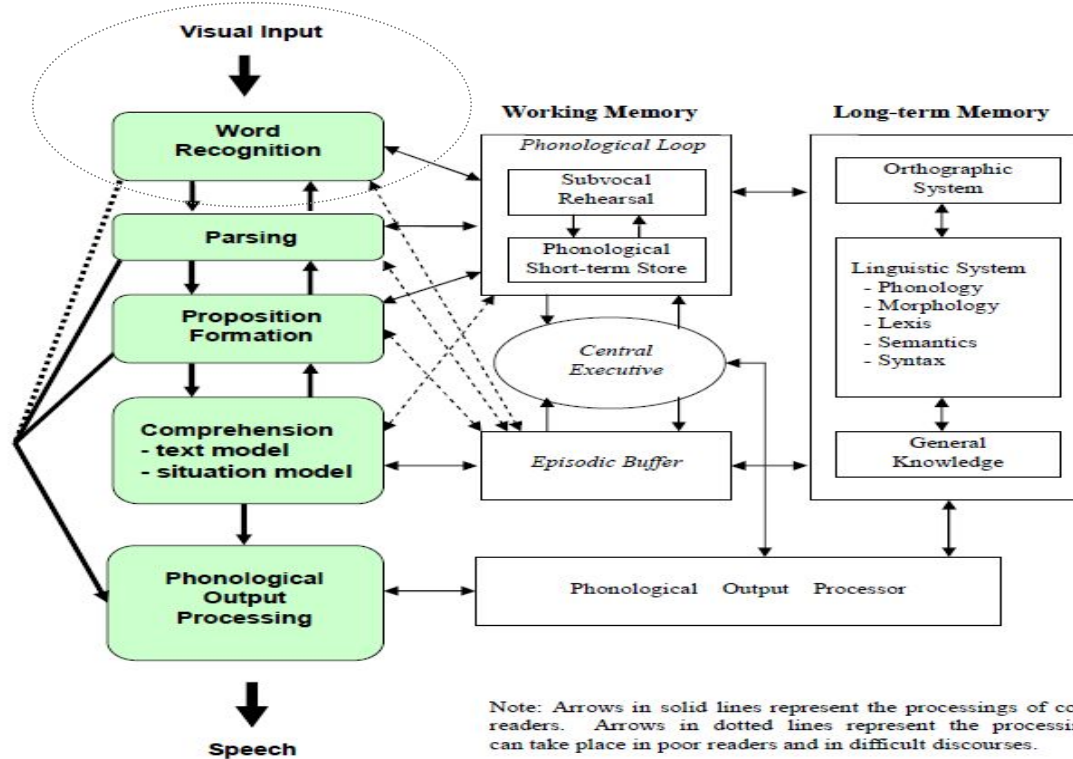 Visual Input
Word
Recognition
Parsing
Proposition
Formation
Comprehension
- text model
- situation model
Phonological
Output
Processing
Speech
Working Memory
Phonological Loop
Subvocal
Rehearsal
Phonological
Short-term Store
Central
Executive
Episodic Buffer
Long-term Memory
Orthographic
System
Linguistic System
- Phonology
- Morphology
- Lexis
- Semantics
- Syntax
General
Knowledge
Phonological Output Processor
Note: Arrows in solid lines represent the processings of
readers. Arrows in dotted lines represent the
can take place in poor readers and in difficult discourses.